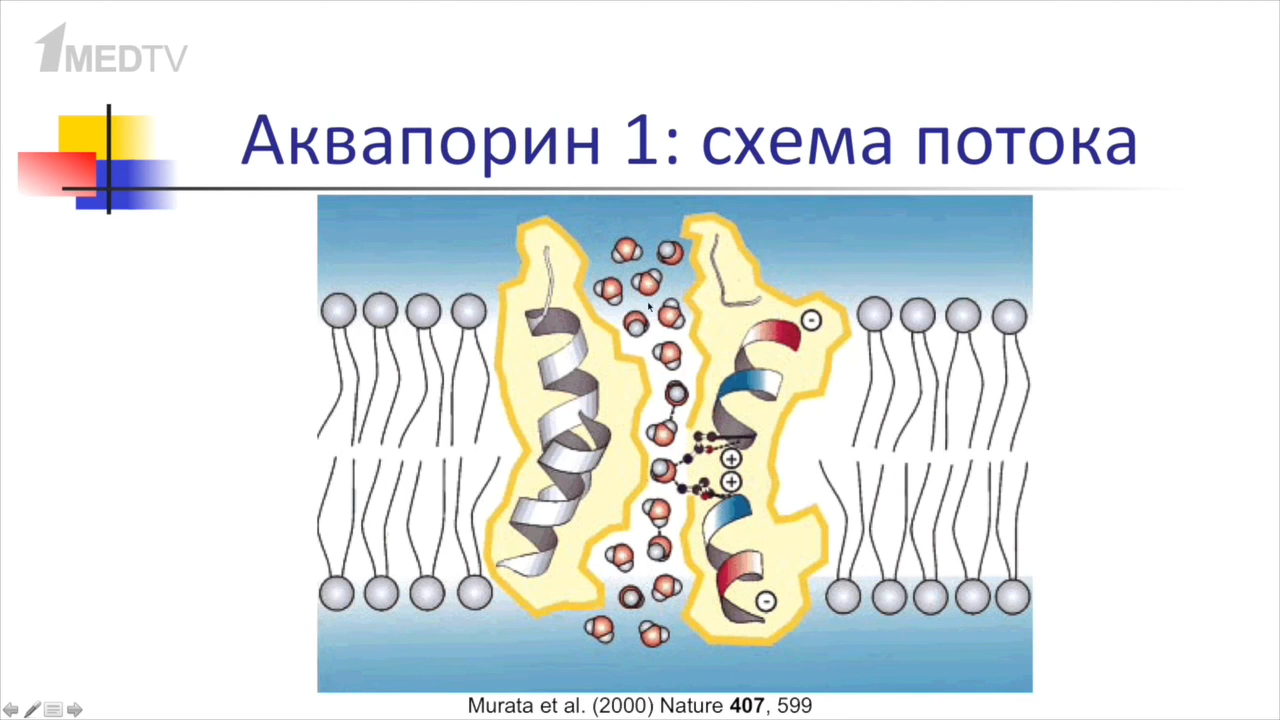 1MEDTV
Аквапорин 1: схема потока
-
+
+
-
Murata et al. (2000) Nature 407, 599